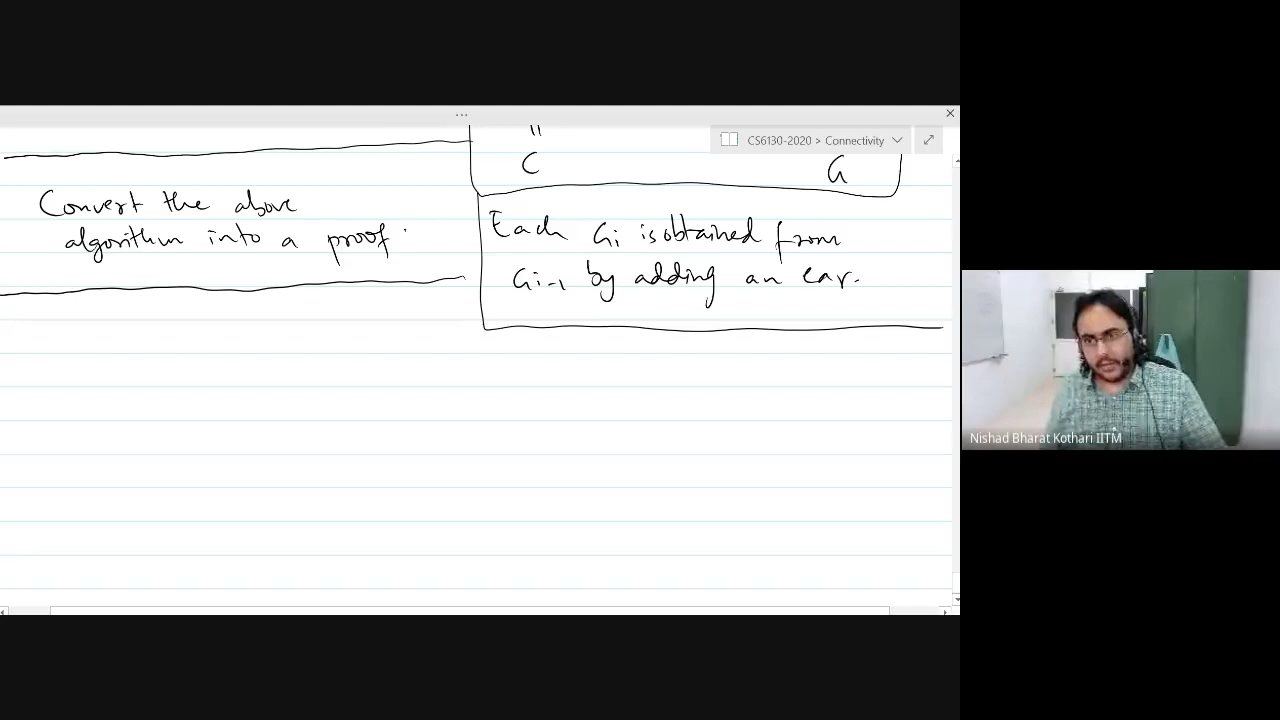 CS6130-2020 > Connectivity
C
G
Convert the above
algorithm into a proof.
Each Gi is obtained from
Gi-1 by adding an ear.
Nishad Bharat Kothari IITM